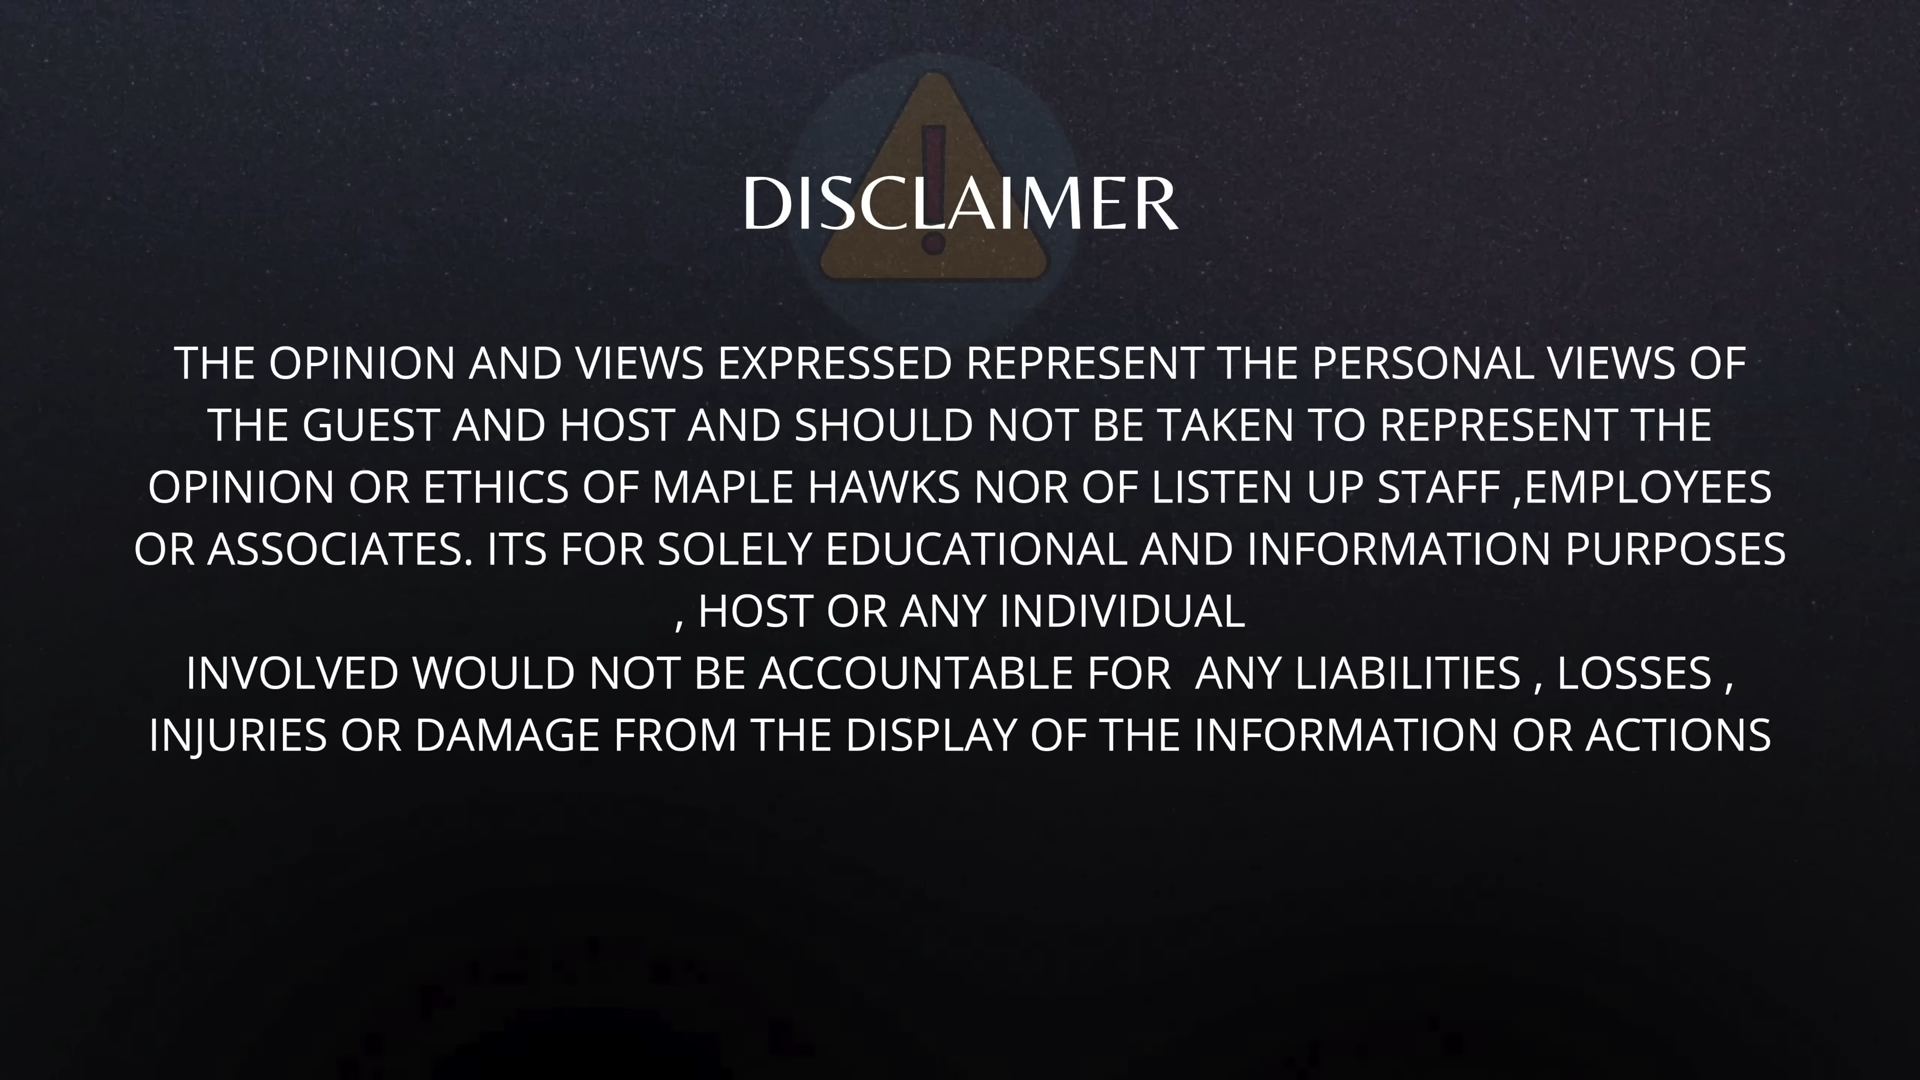 DISCLAIMER
THE OPINION AND VIEWS EXPRESSED REPRESENT THE PERSONAL VIEWS OF
THE GUEST AND HOST AND SHOULD NOT BE TAKEN TO REPRESENT THE
OPINION OR ETHICS OF MAPLE HAWKS NOR OF LISTEN UP STAFF ,EMPLOYEES
OR ASSOCIATES. ITS FOR SOLELY EDUCATIONAL AND INFORMATION PURPOSES
, HOST OR ANY INDIVIDUAL
INVOLVED WOULD NOT BE ACCOUNTABLE FOR  ANY LIABILITIES , LOSSES ,
INJURIES OR DAMAGE FROM THE DISPLAY OF THE INFORMATION OR ACTIONS